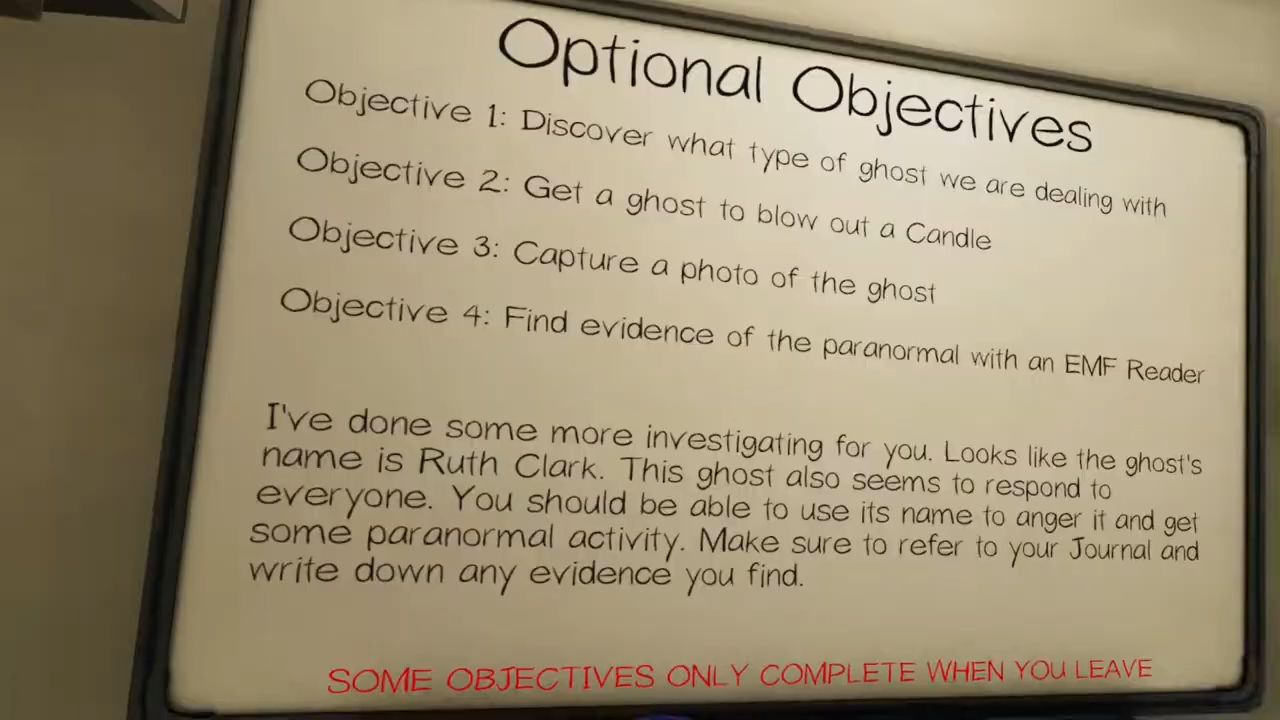 Optional Objectives
Objective 1: Discover what type of ghost we are dealing with
Objective 2: Get a ghost to blow out a Candle
Objective 3: Capture a photo of the ghost
Objective 4: Find evidence of the paranormal with an EMF Reader
I've done some more investigating for you. Looks like the ghost's
name is Ruth Clark. This ghost also seems to respond to
everyone. You should be able to use its name to anger it and get
some paranormal activity. Make sure to refer to your Journal and
write down any evidence you find.
SOME OBJECTIVES ONLY COMPLETE WHEN YOU LEAVE